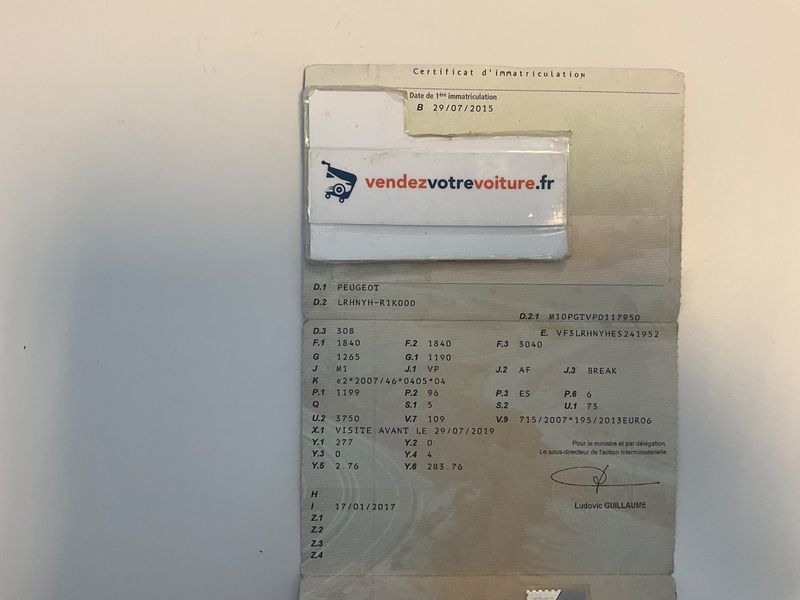 Certificat d'immatriculation
Date de 1ère immatriculation
B 29/07/2015
vendezvotrevoiture.fr
D.1 PEUGEOT
D.2 LRHNYH-R1K000
D.2.1 M10PGTVP0117950
D.3 308
E. VF3LRHNYHES241952
F.1 1840 F.2 1840 F.3 3040
G 1265 G.1 1190
J M1 J.1 VP J.2 AF J.3 BREAK
K e2*2007/46*0405*04
P.1 1199 P.2 96 P.3 ES P.6 6
Q S.1 5 S.2 U.1 73
U.2 3750 V.7 109 V.9 715/2007*195/2013EURO6
X.1 VISITE AVANT LE 29/07/2019
Y.1 277 Y.2 0
Y.3 0 Y.4 4
Y.5 2.76 Y.6 283.76
Pour le ministre et par délégation,
Le sous-directeur de l'action interministérielle
Ludovic GUILLAUME
H
I 17/01/2017
Z.1
Z.2
Z.3
Z.4